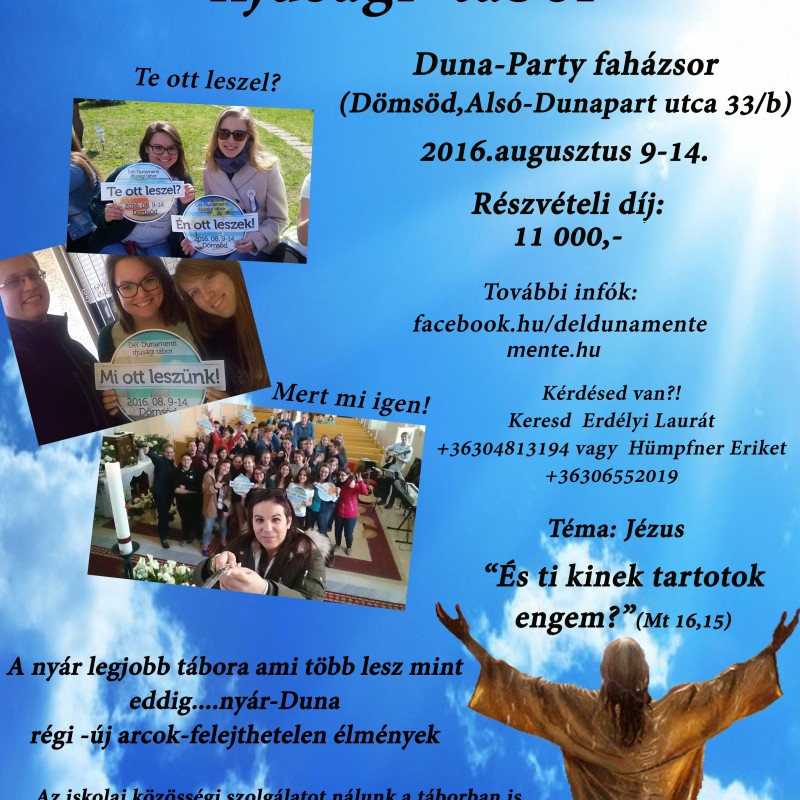 Ifjúsági tábor
Te ott leszel?
Duna-Party faházsor
(Dömsöd,Alsó-Dunapart utca 33/b)
2016.augusztus 9-14.
Részvételi díj:
11 000,-
Dél-Dunamenti
ifjúsági tábor
Te ott leszel?
2016. 08. 9-14.
Dömsöd
Én ott leszek!
2016. 08. 9-14.
Dömsöd
További infók:
facebook.hu/deldunamente
mente.hu
Dél-Dunamenti
Ifjúsági tábor
Mi ott leszünk!
2016. 08. 9-14.
Dömsöd
Mert mi igen!
Kérdésed van?!
Keresd Erdélyi Laurát
+36304813194 vagy Hümpfner Eriket
+36306552019
Téma: Jézus
“És ti kinek tartotok
engem?”(Mt 16,15)
A nyár legjobb tábora ami több lesz mint
eddig....nyár-Duna
régi -új arcok-felejthetelen élmények
Az iskolai közösségi szolgálatot nálunk a táborban is